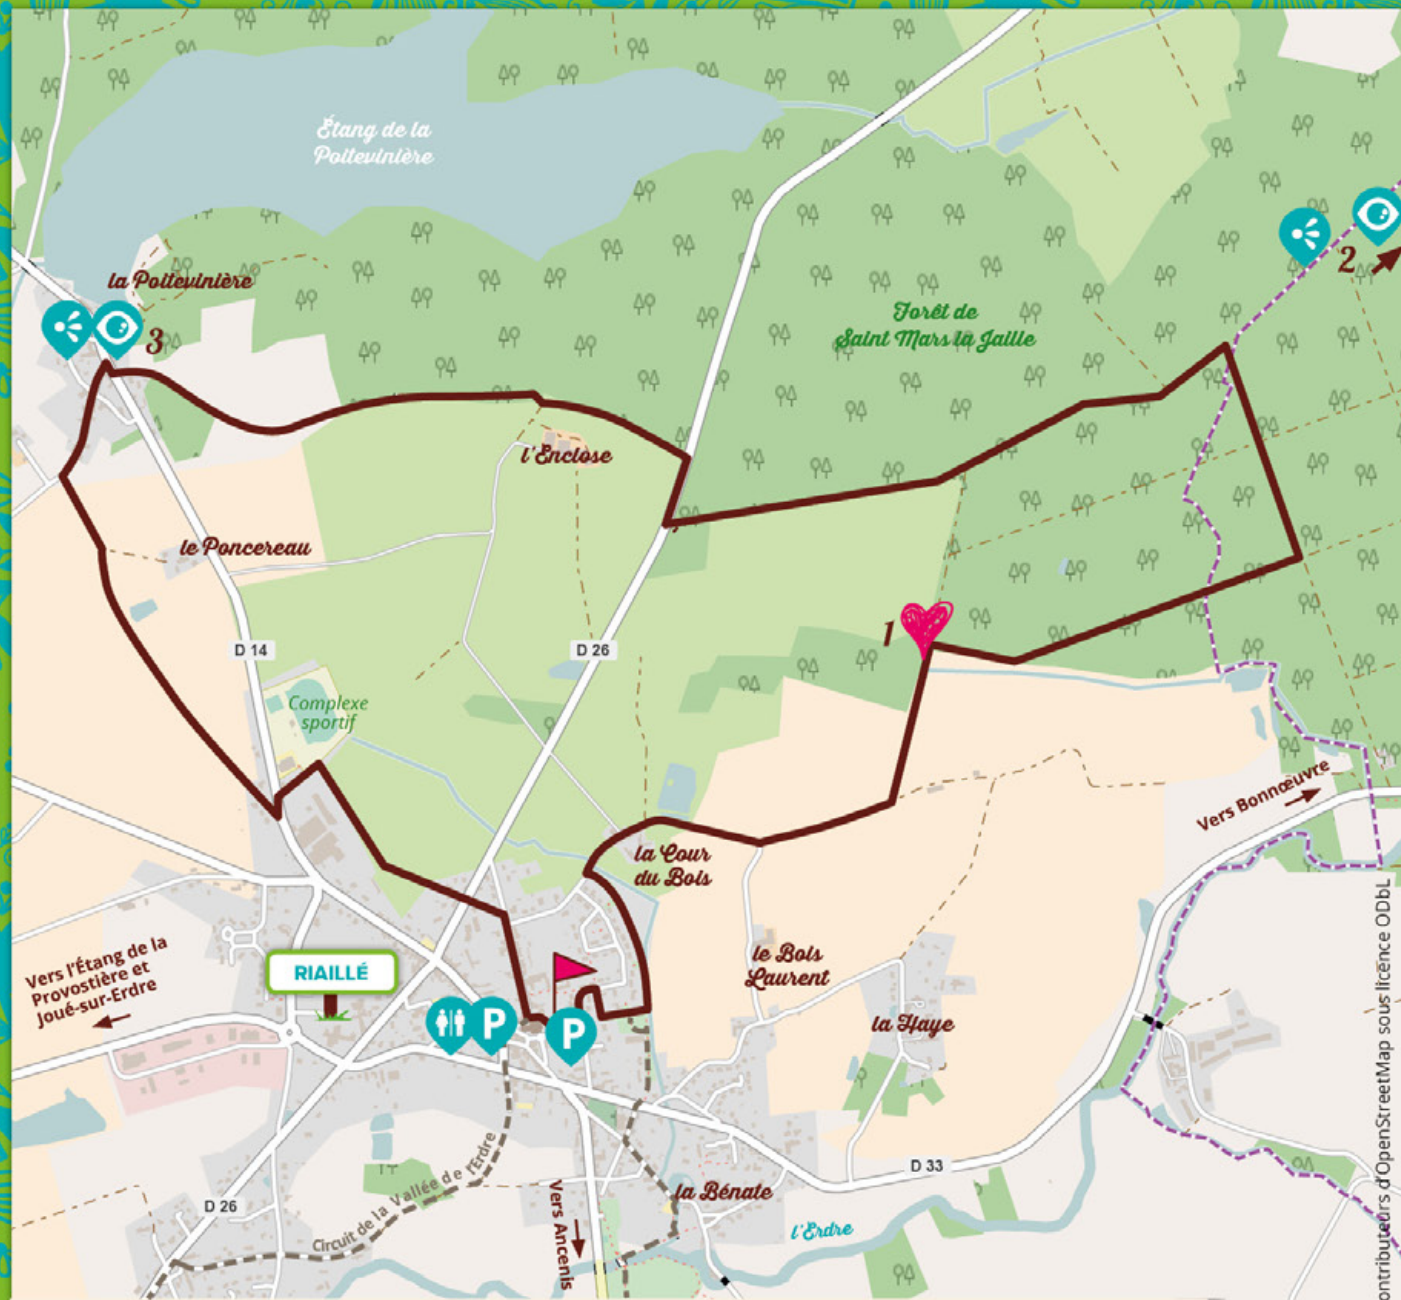 Étang de la
Poitevinière
la Poitevinière
3
2
Forêt de
Saint Mars la Jaille
l'Enclose
le Poncereau
1
D 14
D 26
Complexe
sportif
Vers Bonnœuvre
la Cour
du Bois
Vers l'Étang de la
Provostière et
Joué-sur-Erdre
RIAILLÉ
le Bois
Laurent
la Haye
P
P
D 33
Circuit de la Vallée de l'Erdre
D 26
Vers Ancenis
la Bénate
l'Erdre
ontributeurs d'OpenStreetMap sous licence ODbL